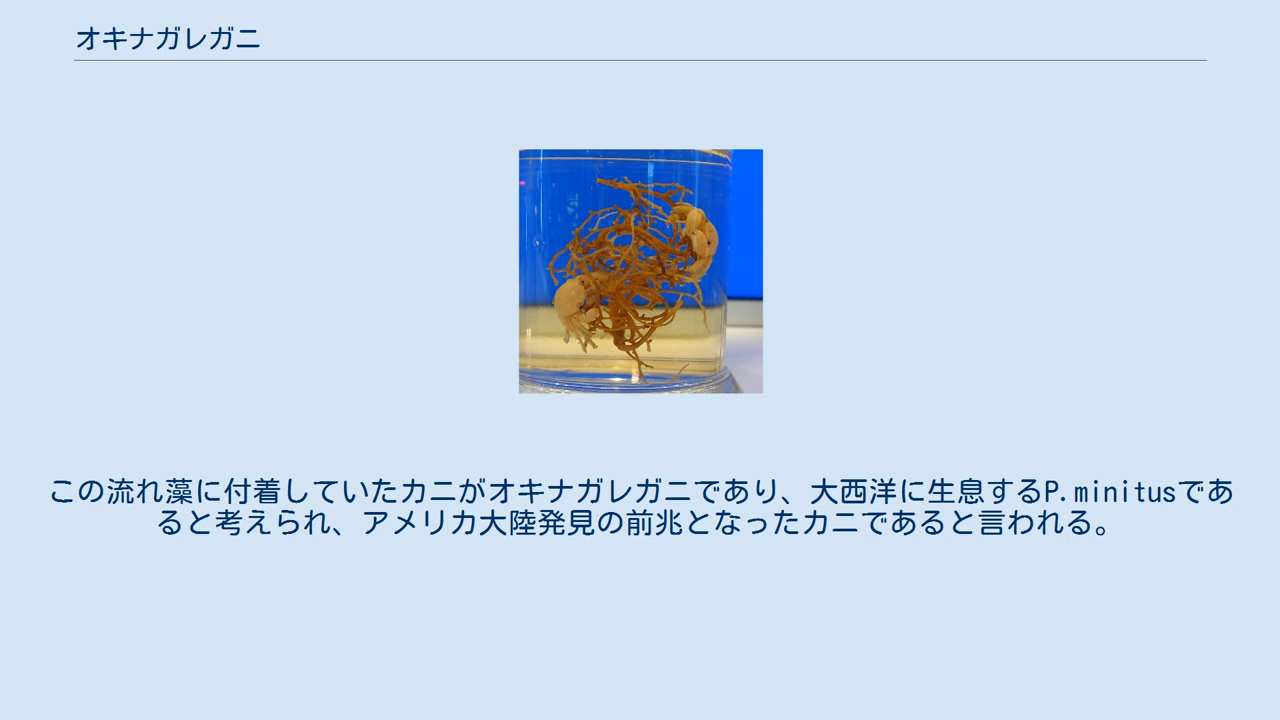 オキナガレガニ
この流れ藻に付着していたカニがオキナガレガニであり、大西洋に生息するP.minitusであ
ると考えられ、アメリカ大陸発見の前兆となったカニであると言われる。